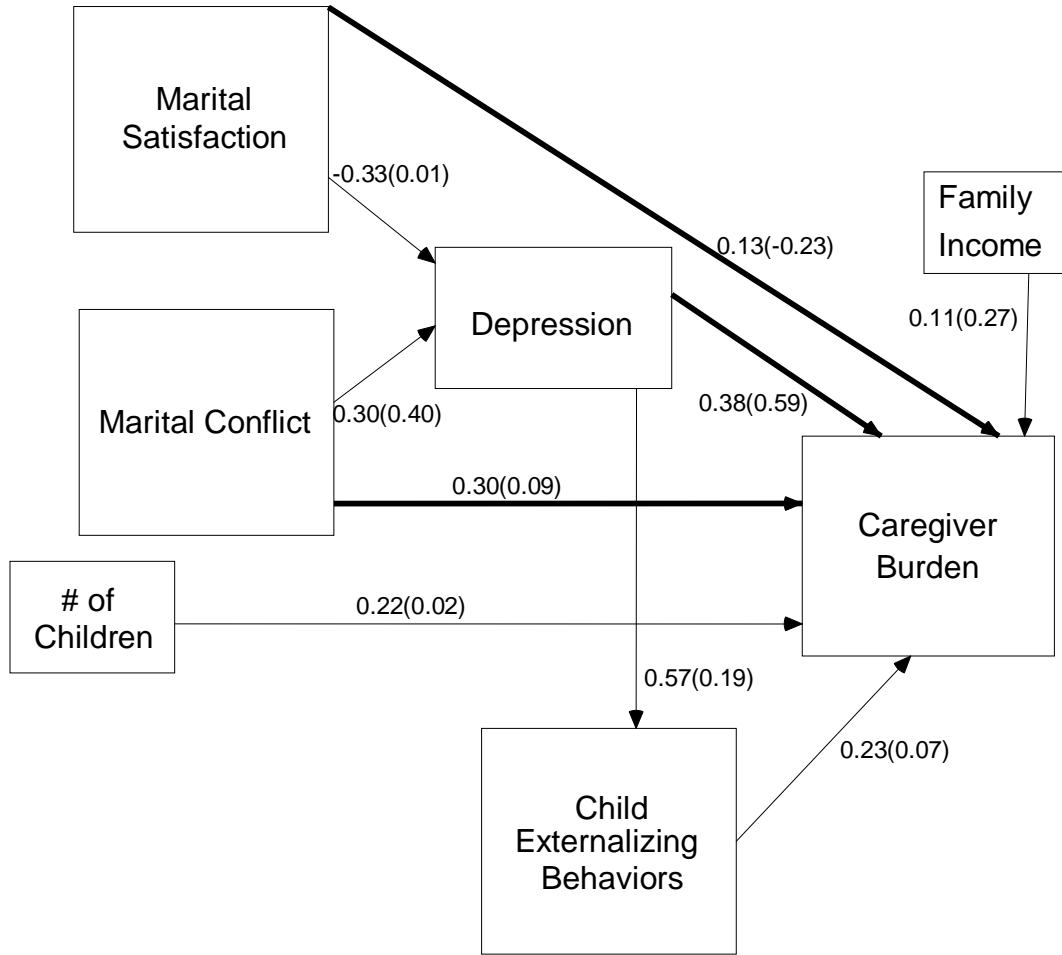 Marital
Satisfaction
-0.33(0.01)
0.13(-0.23)
Family
Income
0.11(0.27)
Depression
0.38(0.59)
Marital Conflict
0.30(0.40)
0.30(0.09)
Caregiver
Burden
# of
Children
0.22(0.02)
0.57(0.19)
0.23(0.07)
Child
Externalizing
Behaviors